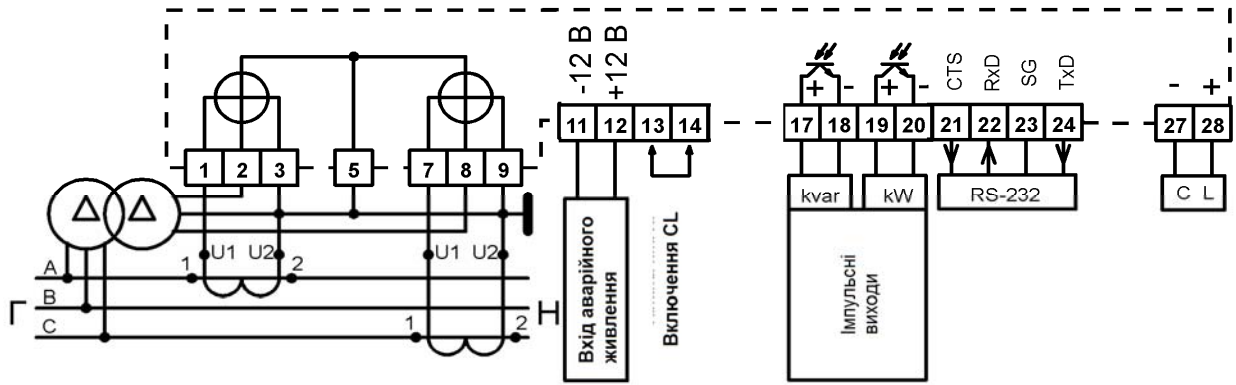 -12 В
+12 В
+ -
+ -
CTS
RxD
SG
TxD
- +
1 2 3
5
7 8 9
11 12 13 14
17 18 19 20 21 22 23 24
27 28
kvar
kW
RS-232
C L
Δ Δ
U1 U2
U1 U2
A
1 2
B
Г
Н
C
1 2
Вхід аварійного
живлення
Включення CL
Імпульсні
виходи